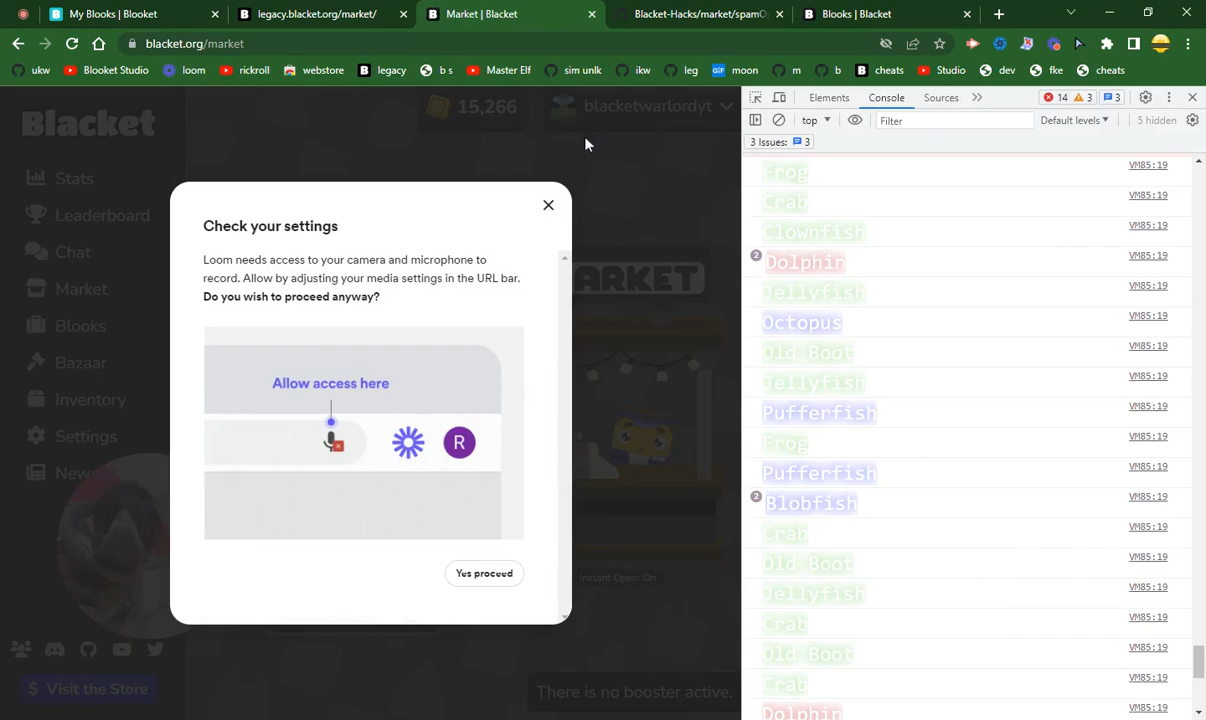 My Blooks | Blooket
legacy.blacket.org/market/
Market | Blacket
Blacket-Hacks/market/spamO
Blooks | Blacket
blacket.org/market
ukw
Blooket Studio
loom
rickroll
webstore
legacy
b s
Master Elf
sim unlk
ikw
leg
GIF
moon
m
b
cheats
Studio
dev
fke
cheats
Blacket
15,266
blacketwarlordyt
Stats
Leaderboard
Chat
Market
Blooks
Bazaar
Inventory
Settings
New
$ Visit the Store
MARKET
Instant Open: On
There is no booster active.
Check your settings
Loom needs access to your camera and microphone to
record. Allow by adjusting your media settings in the URL bar.
Do you wish to proceed anyway?
Allow access here
R
Yes proceed
Elements
Console
Sources
14
3
3
top
Filter
Default levels
5 hidden
3 Issues:
3
Frog VM85:19
Crab VM85:19
Clownfish VM85:19
2 Dolphin VM85:19
Jellyfish VM85:19
Octopus VM85:19
Old Boot VM85:19
Jellyfish VM85:19
Pufferfish VM85:19
Frog VM85:19
Pufferfish VM85:19
2 Blobfish VM85:19
Crab VM85:19
Old Boot VM85:19
Jellyfish VM85:19
Crab VM85:19
Old Boot VM85:19
Crab VM85:19
Dolphin VM85:19